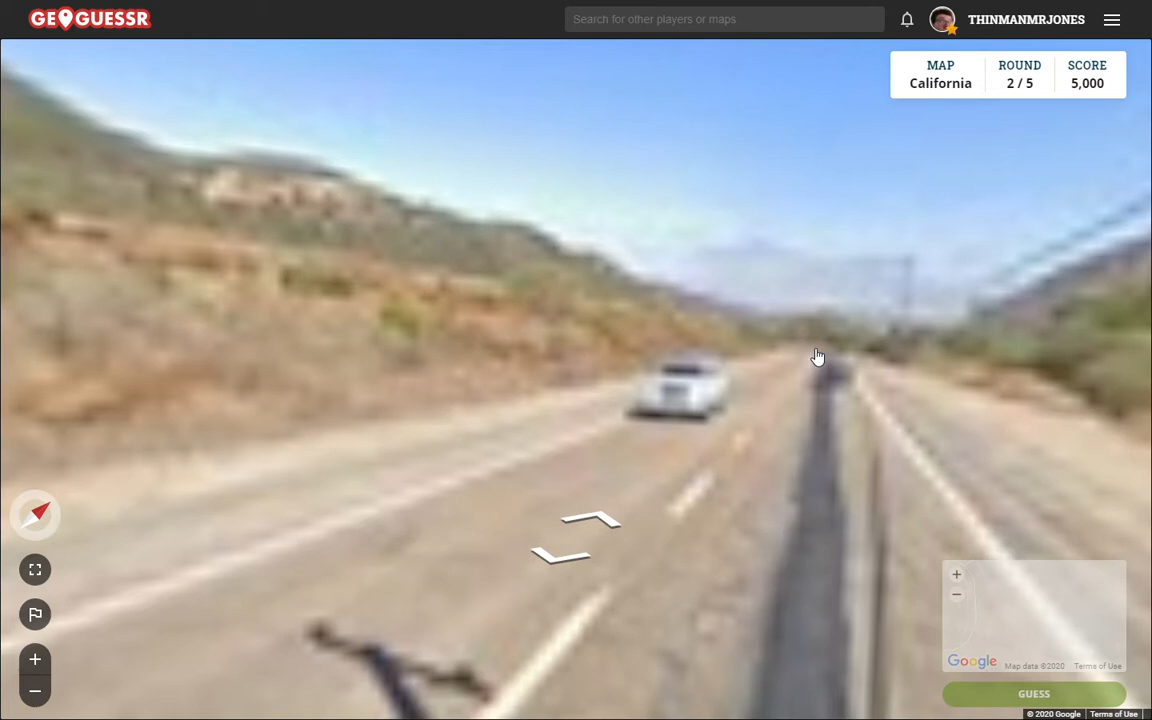 GEOGUESSR
Search for other players or maps
THINMANMRJONES
MAP ROUND SCORE
California 2 / 5 5,000
+
−
Google Map data ©2020 Terms of Use
GUESS
+
−
© 2020 Google Terms of Use